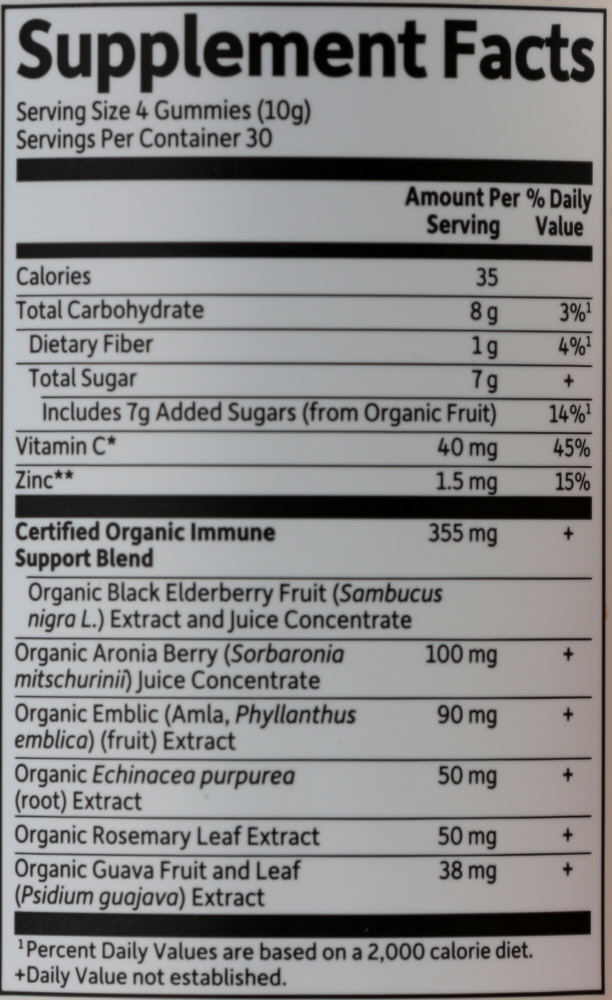 Supplement Facts
Serving Size 4 Gummies (10g)
Servings Per Container 30
Amount Per % Daily
Serving Value
Calories 35
Total Carbohydrate 8 g 3%¹
Dietary Fiber 1 g 4%¹
Total Sugar 7 g +
Includes 7g Added Sugars (from Organic Fruit) 14%¹
Vitamin C* 40 mg 45%
Zinc** 1.5 mg 15%
Certified Organic Immune 355 mg +
Support Blend
Organic Black Elderberry Fruit (Sambucus
nigra L.) Extract and Juice Concentrate
Organic Aronia Berry (Sorbaronia 100 mg +
mitschurinii) Juice Concentrate
Organic Emblic (Amla, Phyllanthus 90 mg +
emblica) (fruit) Extract
Organic Echinacea purpurea 50 mg +
(root) Extract
Organic Rosemary Leaf Extract 50 mg +
Organic Guava Fruit and Leaf 38 mg +
(Psidium guajava) Extract
¹Percent Daily Values are based on a 2,000 calorie diet.
+Daily Value not established.